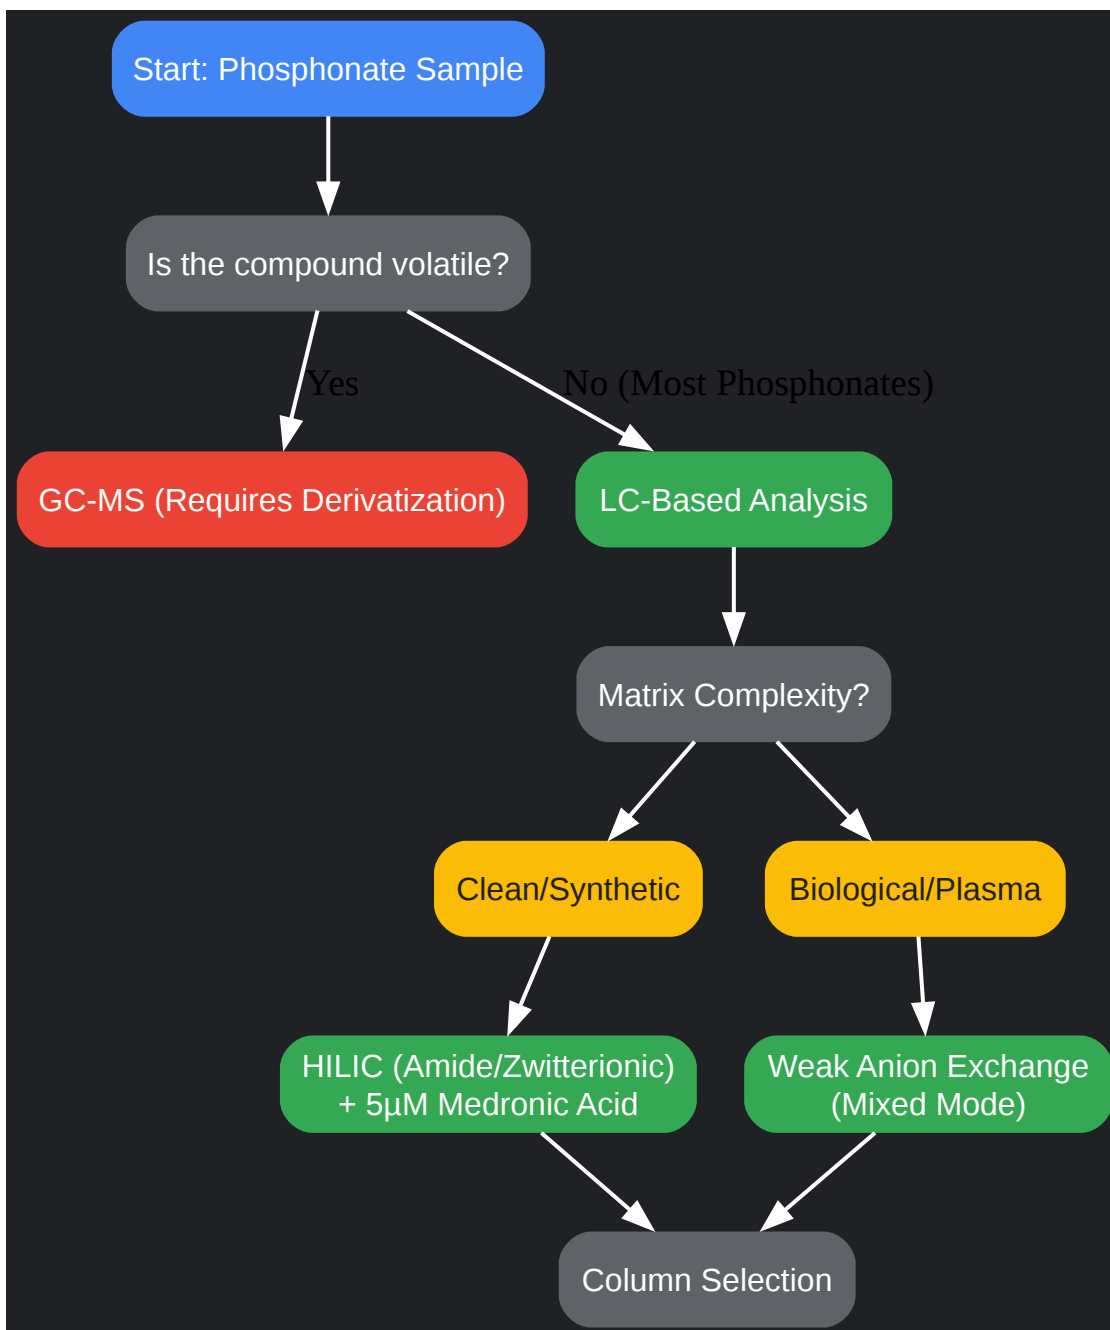 Start: Phosphonate Sample
Is the compound volatile?
Yes
No (Most Phosphonates)
GC-MS (Requires Derivatization)
LC-Based Analysis
Matrix Complexity?
Clean/Synthetic
Biological/Plasma
HILIC (Amide/Zwitterionic)
+ 5µM Medronic Acid
Weak Anion Exchange
(Mixed Mode)
Column Selection